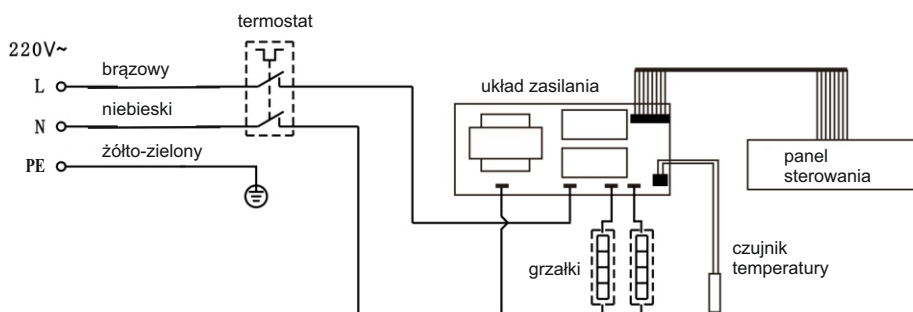 termostat
220V~
L
brązowy
N
niebieski
PE
żółto-zielony
układ zasilania
panel
sterowania
grzałki
czujnik
temperatury